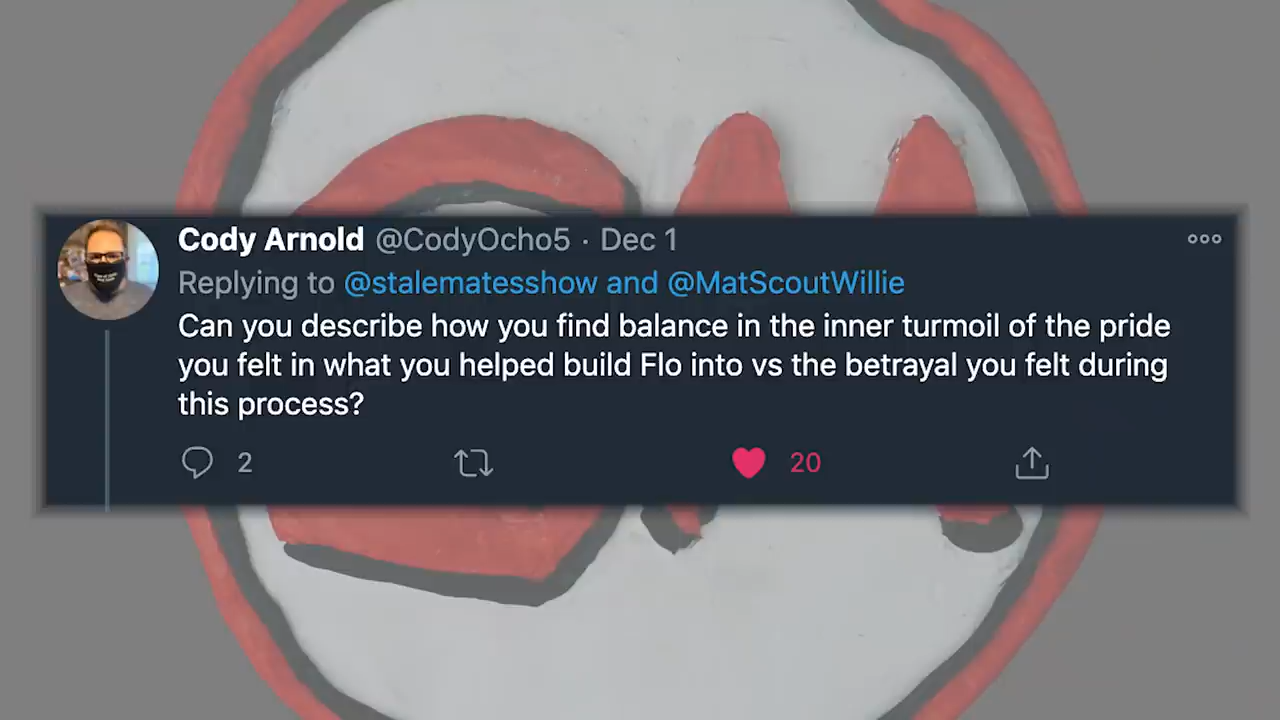 Cody Arnold @CodyOcho5 · Dec 1
Replying to @stalematesshow and @MatScoutWillie
Can you describe how you find balance in the inner turmoil of the pride
you felt in what you helped build Flo into vs the betrayal you felt during
this process?
2 20